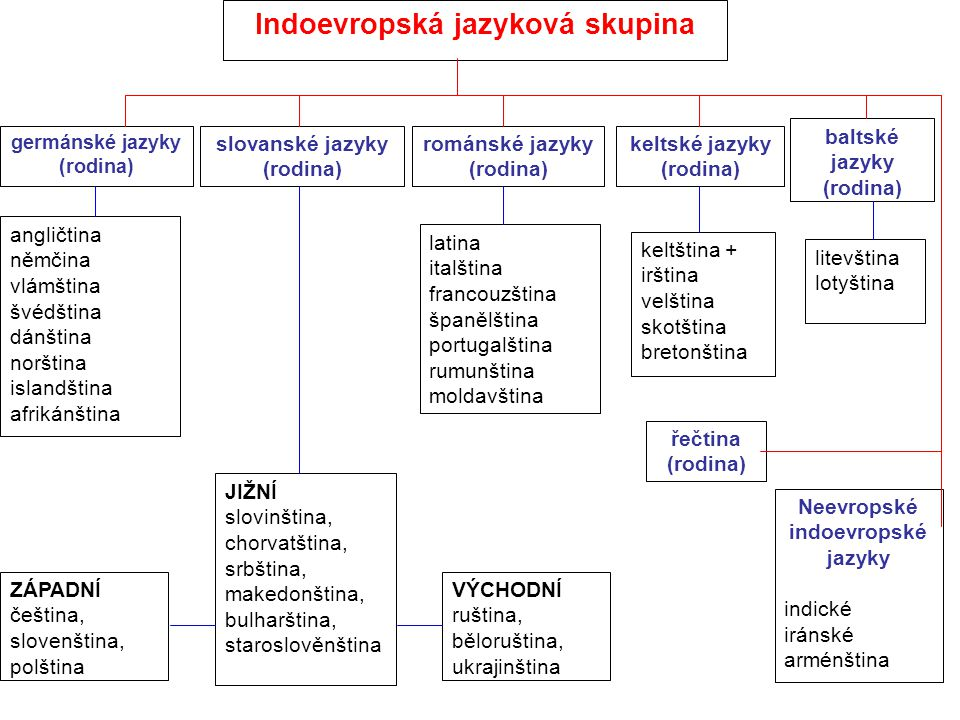 Indoevropská jazyková skupina
germánské jazyky
(rodina)
slovanské jazyky
(rodina)
románské jazyky
(rodina)
keltské jazyky
(rodina)
baltské
jazyky
(rodina)
angličtina
němčina
vlámština
švédština
dánština
norština
islandština
afrikánština
latina
italština
francouzština
španělština
portugalština
rumunština
moldavština
keltština +
irština
velština
skotština
bretonština
litevština
lotyština
řečtina
(rodina)
JIŽNÍ
slovinština,
chorvatština,
srbština,
makedonština,
bulharština,
staroslověnština
ZÁPADNÍ
čeština,
slovenština,
polština
VÝCHODNÍ
ruština,
běloruština,
ukrajinština
Neevropské
indoevropské
jazyky
indické
iránské
arménština